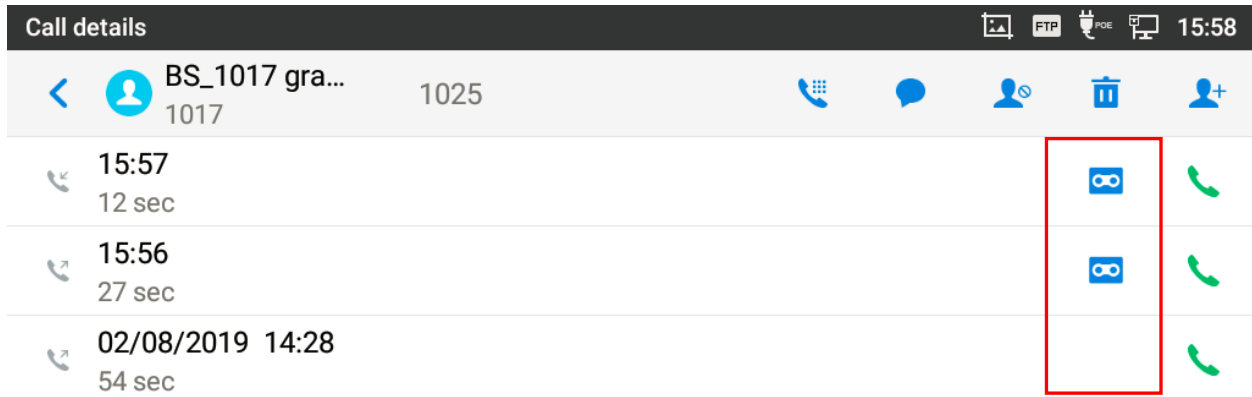 Call details FTP POE 15:58
BS_1017 gra...
1017
1025
15:57
12 sec
15:56
27 sec
02/08/2019 14:28
54 sec